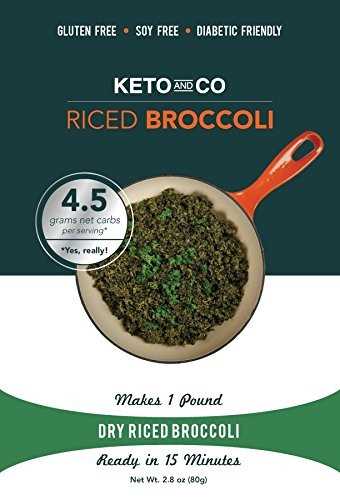 GLUTEN FREE • SOY FREE • DIABETIC FRIENDLY
KETO AND CO
RICED BROCCOLI
4.5
grams net carbs
per serving*
*Yes, really!
Makes 1 Pound
DRY RICED BROCCOLI
Ready in 15 Minutes
Net Wt. 2.8 oz (80g)